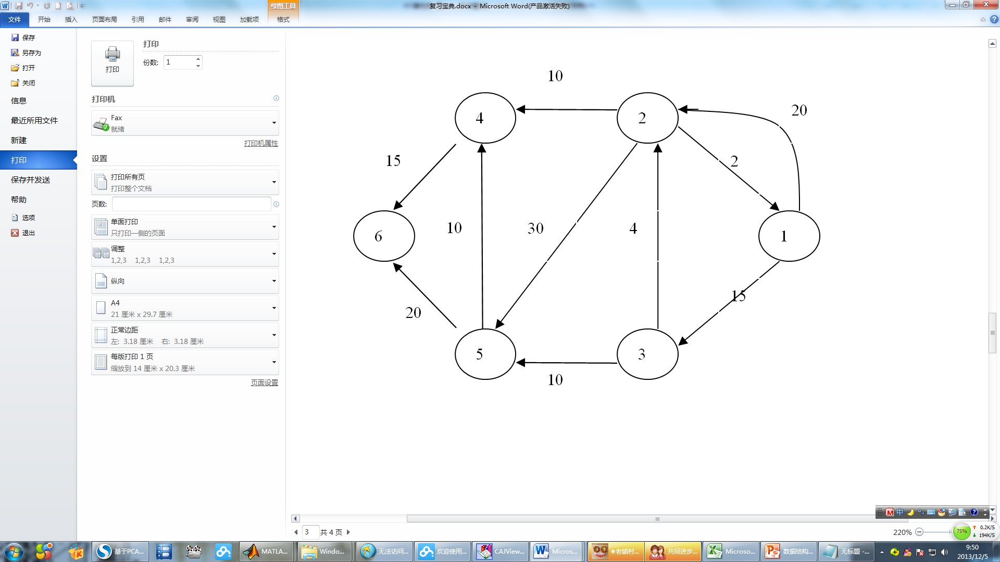 复习宝典.docx - Microsoft Word(产品激活失败)
绘图工具
文件 开始 插入 页面布局 引用 邮件 审阅 视图 加载项 格式
保存
另存为
打开
关闭
信息
最近所用文件
新建
打印
保存并发送
帮助
选项
退出
打印
打印
份数: 1
打印机
Fax
就绪
打印机属性
设置
打印所有页
打印整个文档
页数:
单面打印
只打印一侧的页面
调整
1,2,3 1,2,3 1,2,3
纵向
A4
21 厘米 x 29.7 厘米
正常边距
左: 3.18 厘米 右: 3.18 厘米
每版打印 1 页
缩放到 14 厘米 x 20.3 厘米
页面设置
10
20
4 2
15 2
10 30 4
6 1
15
20
5 3
10
3 共 4 页
中
220%
75%
0.2K/S
194K/S
基于PCA... MATLA... Windo... 无法访问... 欢迎使用... CAJView... Micros... ★老镇村... 共同进步... Microso... 数据结构... 无标题 -...
9:50
2013/12/5